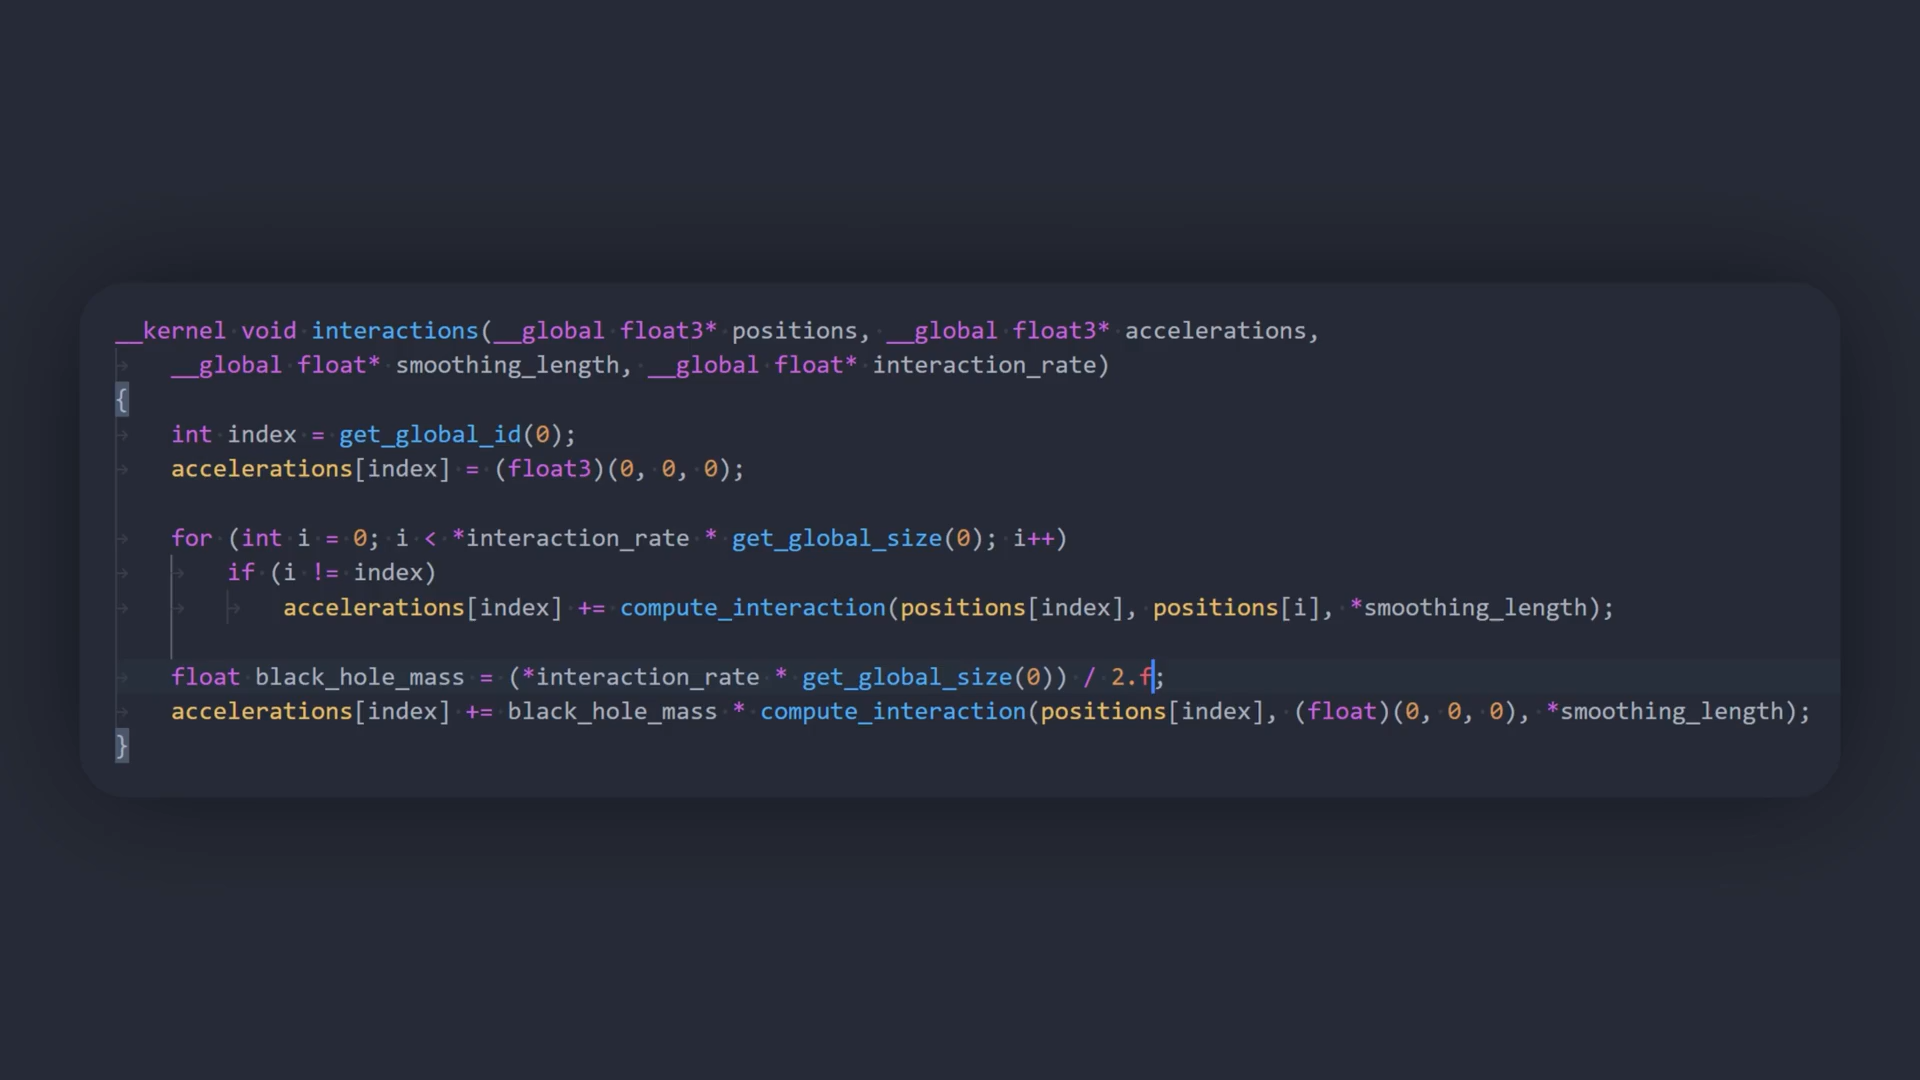 __kernel void interactions(__global float3* positions, __global float3* accelerations,
__global float* smoothing_length, __global float* interaction_rate)
{
int index = get_global_id(0);
accelerations[index] = (float3)(0, 0, 0);
for (int i = 0; i < *interaction_rate * get_global_size(0); i++)
if (i != index)
accelerations[index] += compute_interaction(positions[index], positions[i], *smoothing_length);
float black_hole_mass = (*interaction_rate * get_global_size(0)) / 2.f;
accelerations[index] += black_hole_mass * compute_interaction(positions[index], (float)(0, 0, 0), *smoothing_length);
}